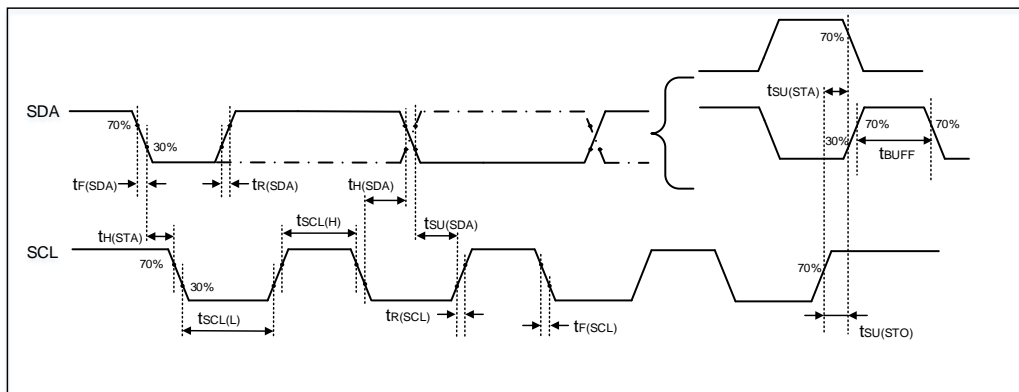 70%
tSU(STA)
SDA
70%
30%
30%
70%
70%
tBUFF
tF(SDA)
tR(SDA)
tH(SDA)
tSCL(H)
tSU(SDA)
tH(STA)
SCL
70%
30%
70%
tSCL(L)
tR(SCL)
tF(SCL)
tSU(STO)